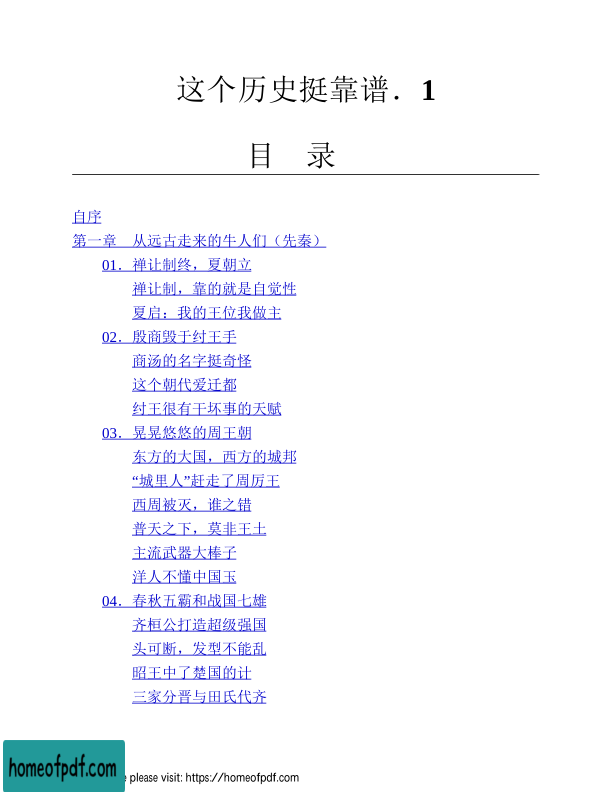 这个历史挺靠谱．1
目 录
自序
第一章 从远古走来的牛人们（先秦）
01．禅让制终，夏朝立
禅让制，靠的就是自觉性
夏启：我的王位我做主
02．殷商毁于纣王手
商汤的名字挺奇怪
这个朝代爱迁都
纣王很有干坏事的天赋
03．晃晃悠悠的周王朝
东方的大国，西方的城邦
“城里人”赶走了周厉王
西周被灭，谁之错
普天之下，莫非王土
主流武器大棒子
洋人不懂中国玉
04．春秋五霸和战国七雄
齐桓公打造超级强国
头可断，发型不能乱
昭王中了楚国的计
三家分晋与田氏代齐
homeofpdf.com
please visit: https://homeofpdf.com